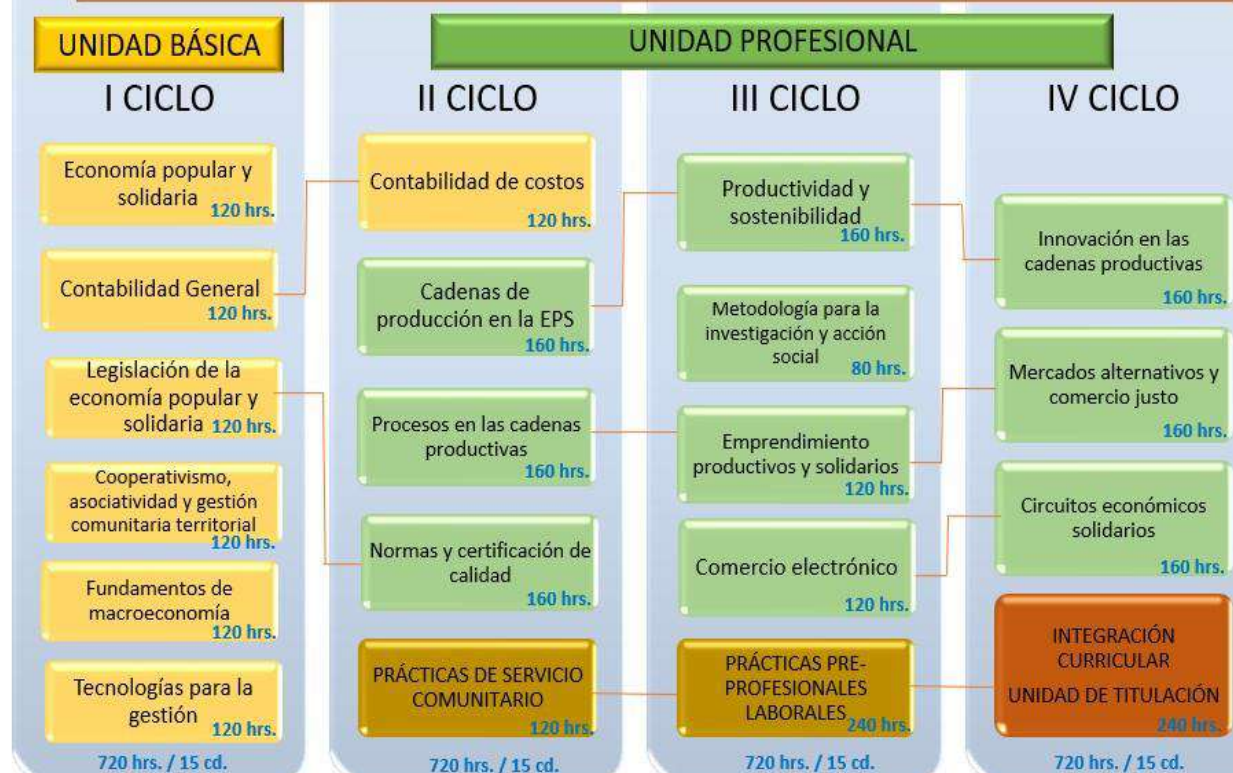 UNIDAD BÁSICA
UNIDAD PROFESIONAL
I CICLO
II CICLO
III CICLO
IV CICLO
Economía popular y
solidaria
120 hrs.
Contabilidad General
120 hrs.
Legislación de la
economía popular y
solidaria 120 hrs.
Cooperativismo,
asociatividad y gestión
comunitaria territorial
120 hrs.
Fundamentos de
macroeconomía
120 hrs.
Tecnologías para la
gestión
120 hrs.
720 hrs. / 15 cd.
Contabilidad de costos
120 hrs.
Cadenas de
producción en la EPS
160 hrs.
Procesos en las cadenas
productivas
160 hrs.
Normas y certificación de
calidad
160 hrs.
PRÁCTICAS DE SERVICIO
COMUNITARIO
120 hrs.
720 hrs. / 15 cd.
Productividad y
sostenibilidad
160 hrs.
Metodología para la
investigación y acción
social
80 hrs.
Emprendimiento
productivos y solidarios
120 hrs.
Comercio electrónico
120 hrs.
PRÁCTICAS PRE-
PROFESIONALES
LABORALES
240 hrs.
720 hrs. / 15 cd.
Innovación en las
cadenas productivas
160 hrs.
Mercados alternativos y
comercio justo
160 hrs.
Circuitos económicos
solidarios
160 hrs.
INTEGRACIÓN
CURRICULAR
UNIDAD DE TITULACIÓN
240 hrs.
720 hrs. / 15 cd.